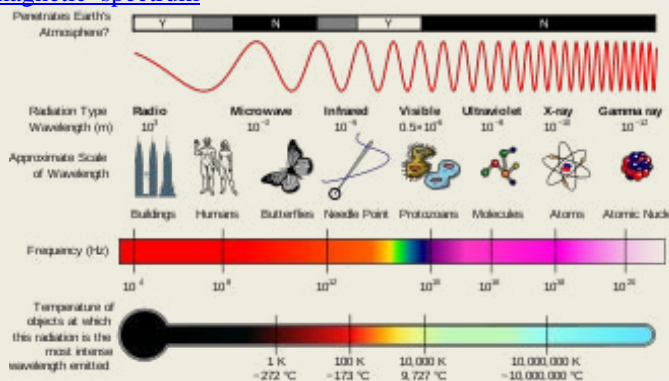 Penetrates Earth's
Atmosphere?
Y N Y N
Radiation Type
Wavelength (m)
Radio Microwave Infrared Visible Ultraviolet X-ray Gamma ray
10³ 10⁻² 10⁻⁵ 0.5×10⁻⁶ 10⁻⁸ 10⁻¹⁰ 10⁻¹²
Approximate Scale
of Wavelength
Buildings Humans Butterflies Needle Point Protozoans Molecules Atoms Atomic Nucle
Frequency (Hz)
10⁴ 10⁸ 10¹² 10¹⁵ 10¹⁶ 10¹⁸ 10²⁰
Temperature of
objects at which
this radiation is the
most intense
wavelength emitted
1 K 100 K 10,000 K 10,000,000 K
−272 °C −173 °C 9,727 °C ~10,000,000 °C